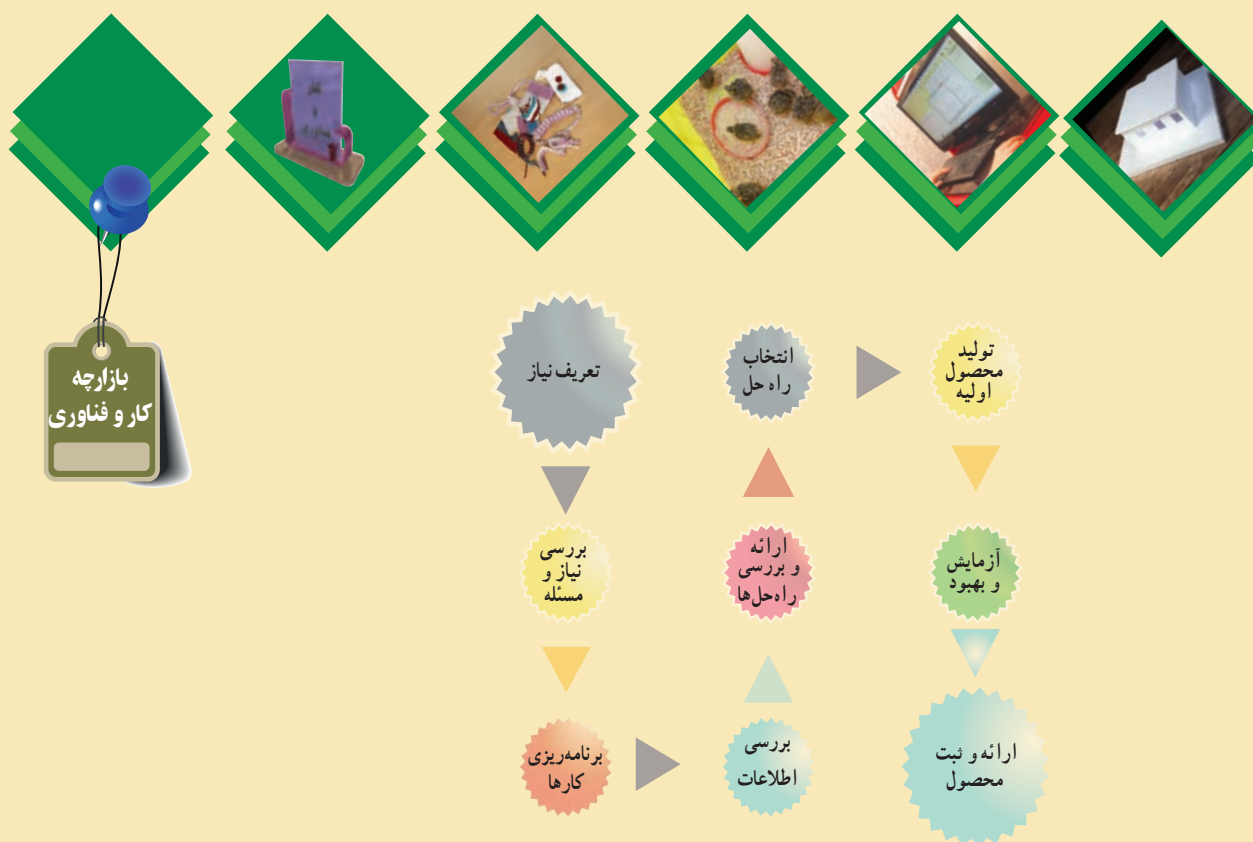 بازارچه
کار و فناوری
تعریف نیاز
بررسی
نیاز و
مسئله
برنامه‌ریزی
کارها
بررسی
اطلاعات
ارائه
و بررسی
راه‌حل‌ها
انتخاب
راه حل
تولید
محصول
اولیه
آزمایش
و بهبود
ارائه و ثبت
محصول